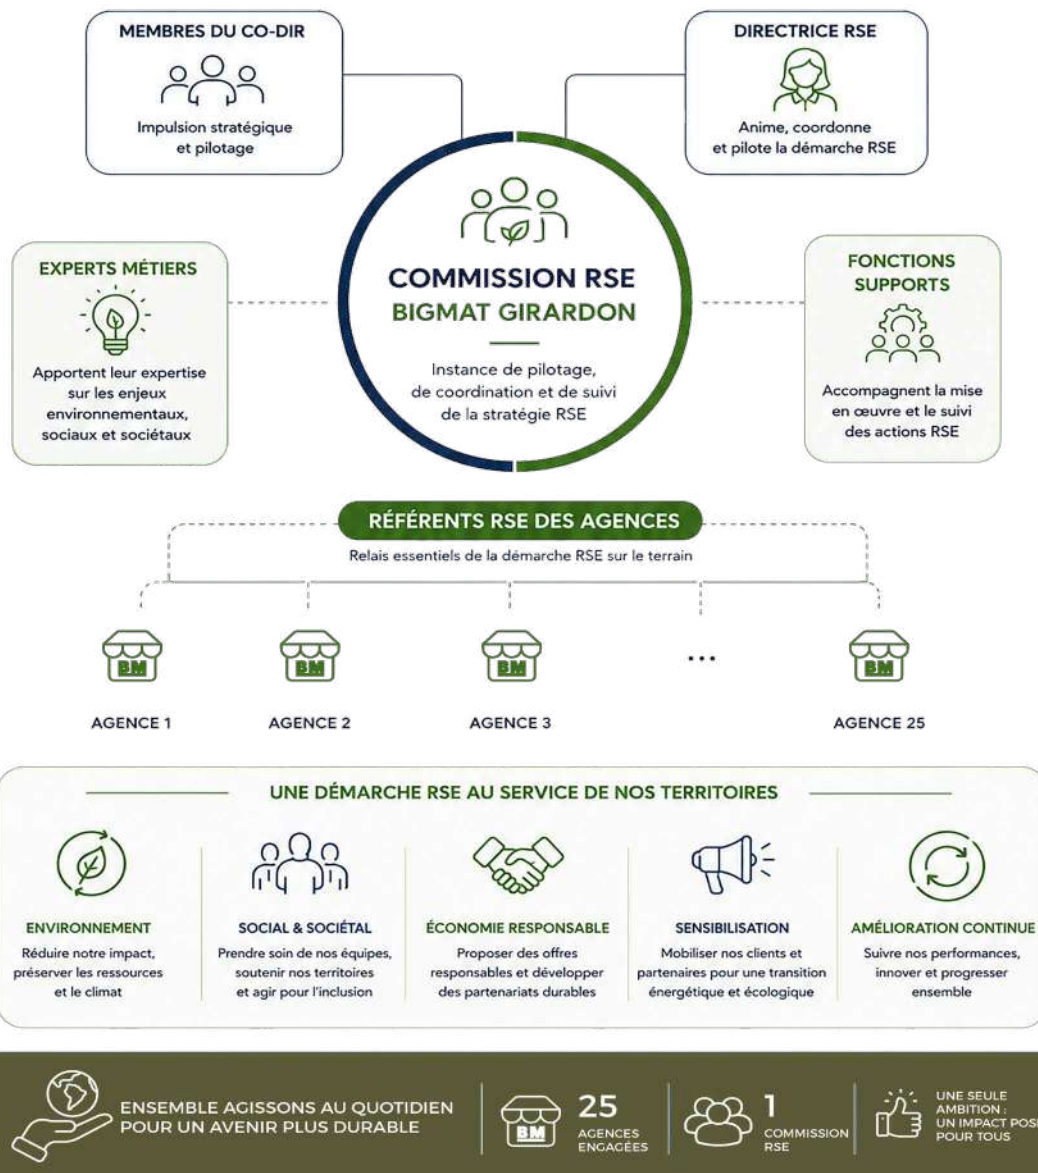 MEMBRES DU CO-DIR
Impulsion stratégique
et pilotage
DIRECTRICE RSE
Anime, coordonne
et pilote la démarche RSE
COMMISSION RSE
BIGMAT GIRARDON
Instance de pilotage,
de coordination et de suivi
de la stratégie RSE
EXPERTS MÉTIERS
Apportent leur expertise
sur les enjeux
environnementaux,
sociaux et sociétaux
FONCTIONS
SUPPORTS
Accompagnent la mise
en œuvre et le suivi
des actions RSE
RÉFÉRENTS RSE DES AGENCES
Relais essentiels de la démarche RSE sur le terrain
BM
BM
BM
...
BM
AGENCE 1
AGENCE 2
AGENCE 3
AGENCE 25
UNE DÉMARCHE RSE AU SERVICE DE NOS TERRITOIRES
ENVIRONNEMENT
Réduire notre impact,
préserver les ressources
et le climat
SOCIAL & SOCIÉTAL
Prendre soin de nos équipes,
soutenir nos territoires
et agir pour l'inclusion
ÉCONOMIE RESPONSABLE
Proposer des offres
responsables et développer
des partenariats durables
SENSIBILISATION
Mobiliser nos clients et
partenaires pour une transition
énergétique et écologique
AMÉLIORATION CONTINUE
Suivre nos performances,
innover et progresser
ensemble
ENSEMBLE AGISSONS AU QUOTIDIEN
POUR UN AVENIR PLUS DURABLE
BM
25
AGENCES
ENGAGÉES
1
COMMISSION
RSE
UNE SEULE
AMBITION :
UN IMPACT
POUR TOUS